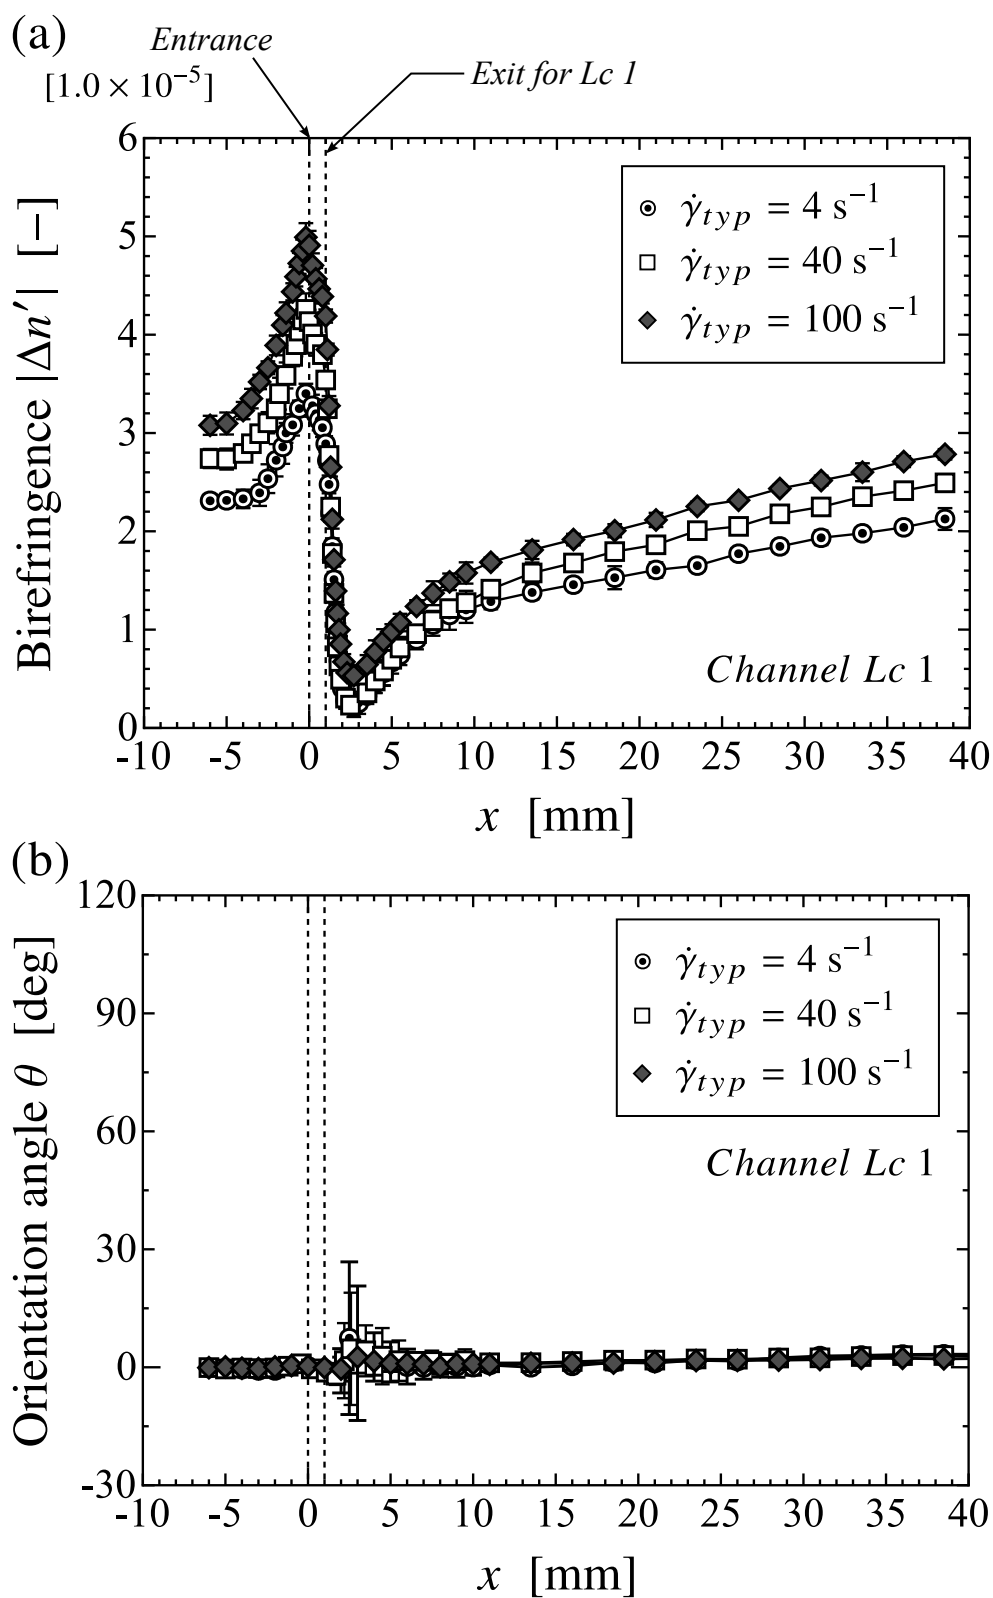 (a)
Entrance
[1.0 × 10⁻⁵]
Exit for Lc 1
Birefringence |Δn′| [−]
6
5
4
3
2
1
0
γ̇typ = 4 s⁻¹
γ̇typ = 40 s⁻¹
γ̇typ = 100 s⁻¹
Channel Lc 1
-10 -5 0 5 10 15 20 25 30 35 40
x [mm]
(b)
Orientation angle θ [deg]
120
90
60
30
0
-30
γ̇typ = 4 s⁻¹
γ̇typ = 40 s⁻¹
γ̇typ = 100 s⁻¹
Channel Lc 1
-10 -5 0 5 10 15 20 25 30 35 40
x [mm]